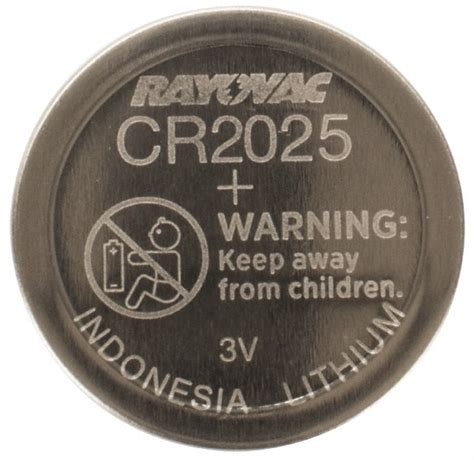 RAYOVAC
CR2025
+
WARNING:
Keep away
from children.
3V
INDONESIA LITHIUM